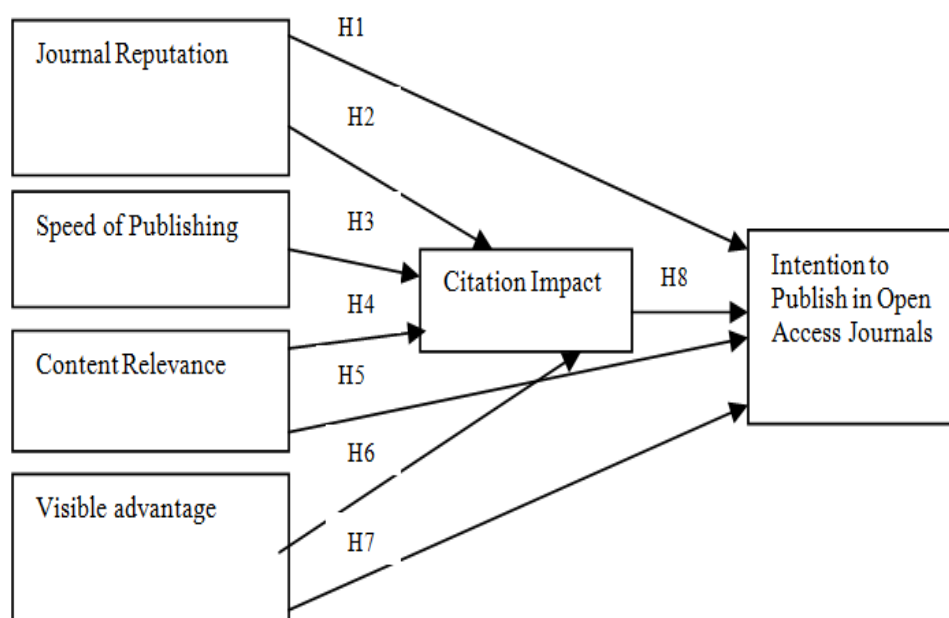 Journal Reputation
H1
H2
Speed of Publishing
H3
H4
Citation Impact
H8
Intention to
Publish in Open
Access Journals
Content Relevance
H5
H6
Visible advantage
H7